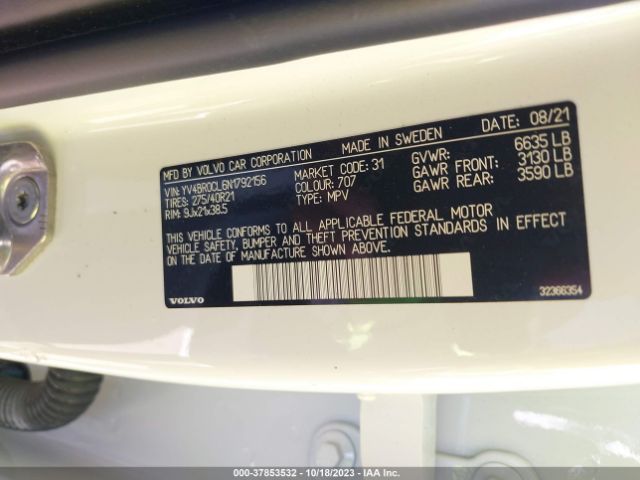 MFD BY VOLVO CAR CORPORATION MADE IN SWEDEN DATE: 08/21
VIN: YV4BR0CL6N1792156 MARKET CODE: 31 GVWR: 6635 LB
TIRES: 275/40R21 COLOUR: 707 GAWR FRONT: 3130 LB
RIM: 9Jx21x38.5 TYPE: MPV GAWR REAR: 3590 LB
THIS VEHICLE CONFORMS TO ALL APPLICABLE FEDERAL MOTOR
VEHICLE SAFETY, BUMPER AND THEFT PREVENTION STANDARDS IN EFFECT
ON THE DATE OF MANUFACTURE SHOWN ABOVE.
VOLVO 32366354
000-37853532 - 10/18/2023 - IAA Inc.